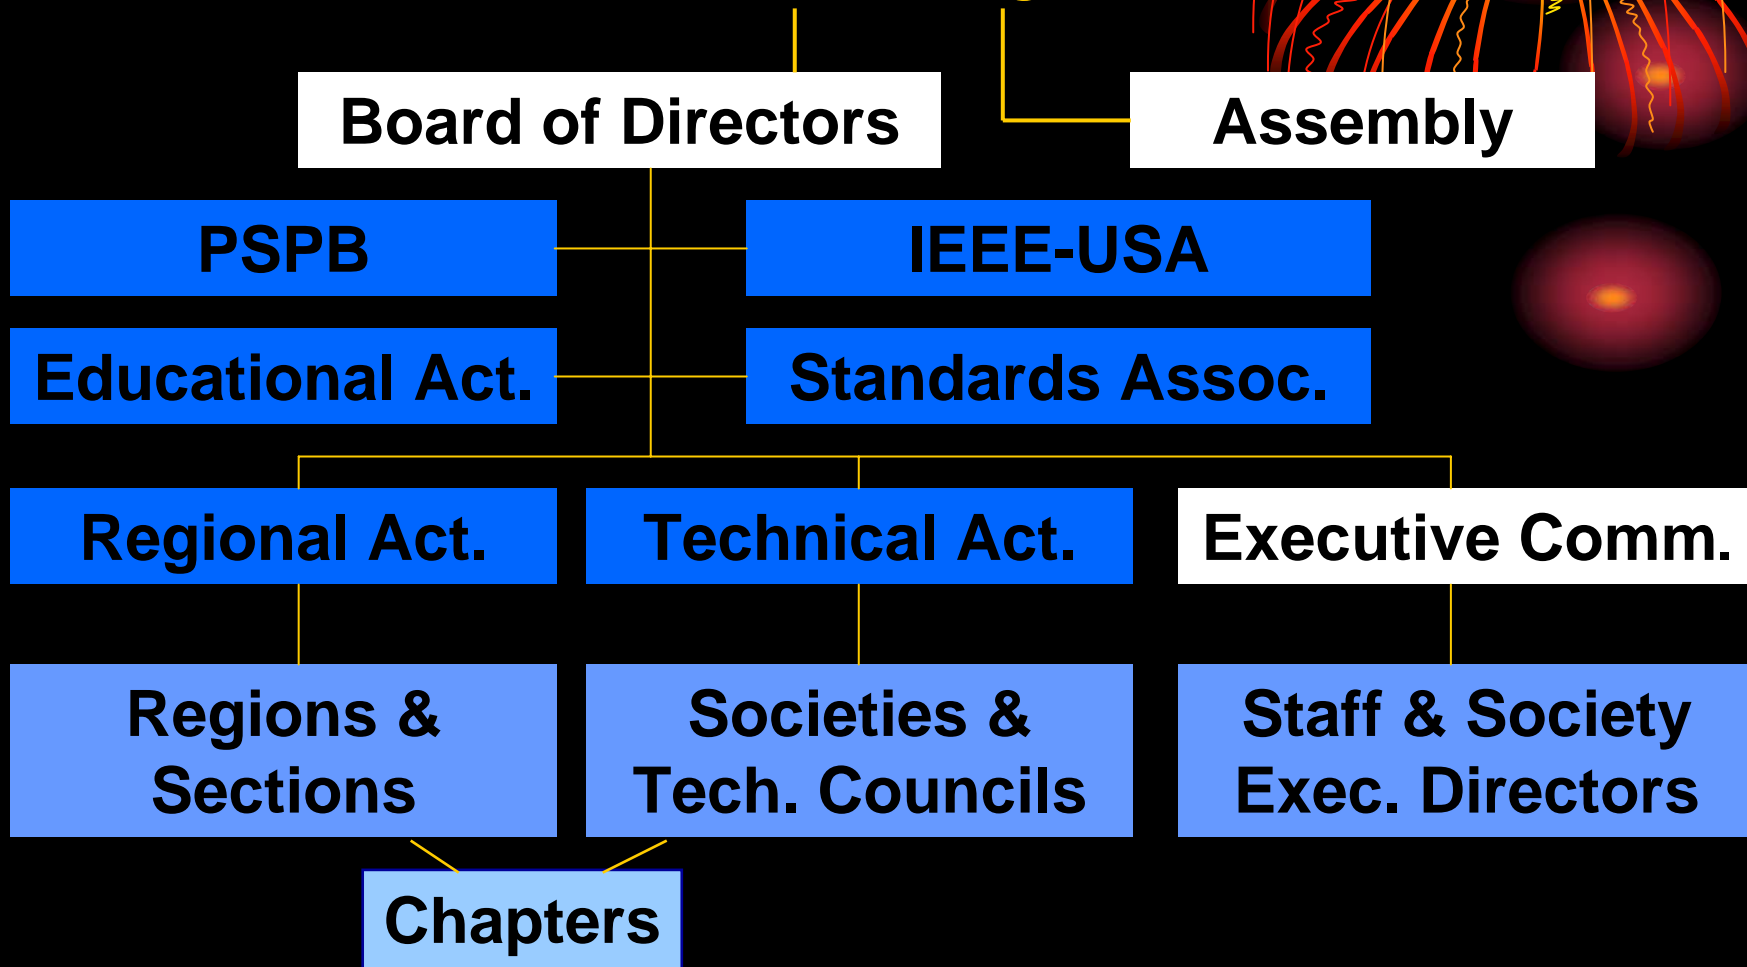 Board of Directors
Assembly
PSPB
IEEE-USA
Educational Act.
Standards Assoc.
Regional Act.
Technical Act.
Executive Comm.
Regions &
Sections
Societies &
Tech. Councils
Staff & Society
Exec. Directors
Chapters